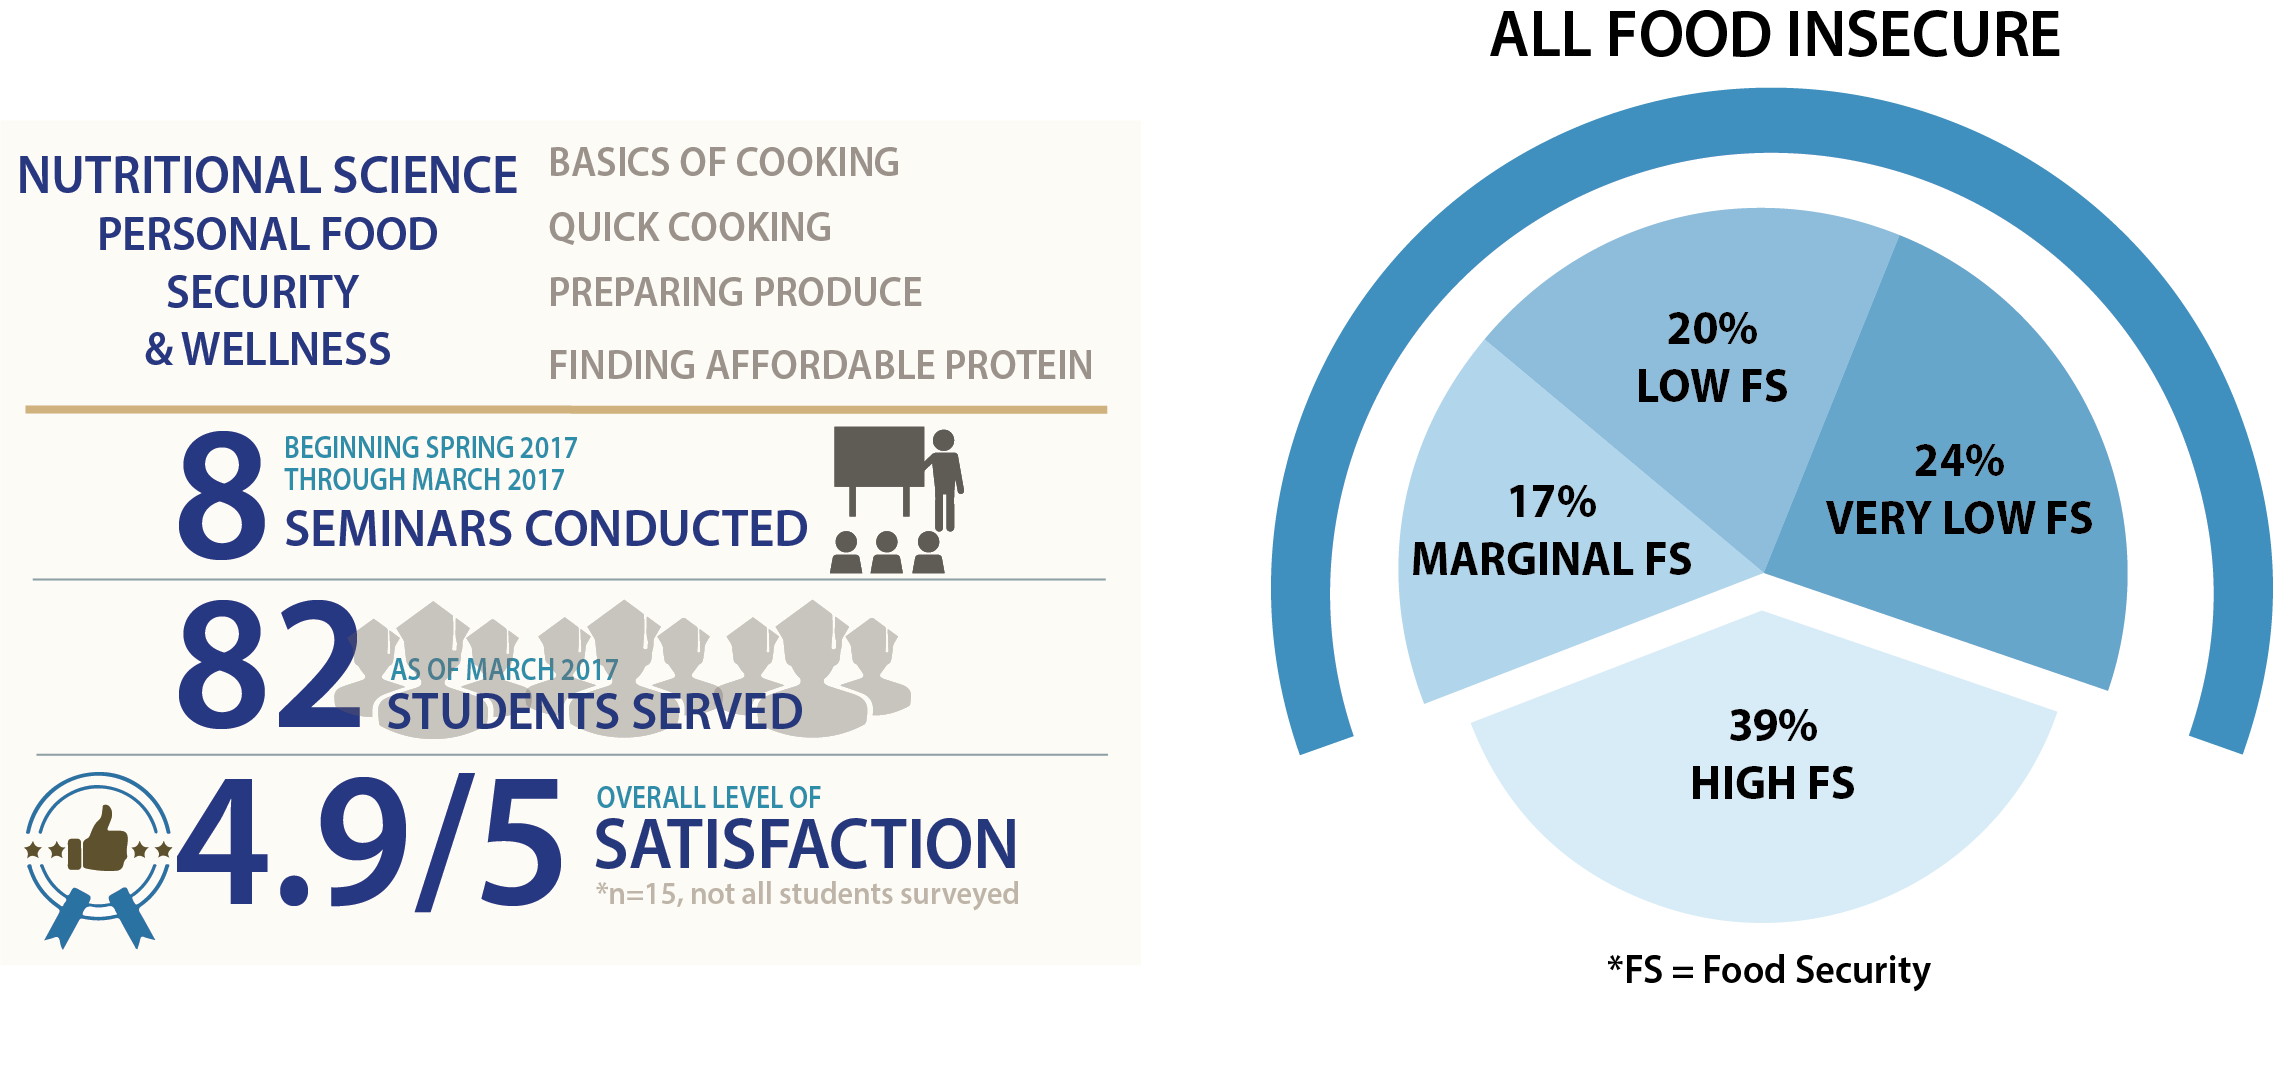 NUTRITIONAL SCIENCE
PERSONAL FOOD
SECURITY
& WELLNESS
BASICS OF COOKING
QUICK COOKING
PREPARING PRODUCE
FINDING AFFORDABLE PROTEIN
8
BEGINNING SPRING 2017
THROUGH MARCH 2017
SEMINARS CONDUCTED
82
AS OF MARCH 2017
STUDENTS SERVED
4.9/5
OVERALL LEVEL OF
SATISFACTION
*n=15, not all students surveyed
ALL FOOD INSECURE
20%
LOW FS
24%
VERY LOW FS
17%
MARGINAL FS
39%
HIGH FS
*FS = Food Security